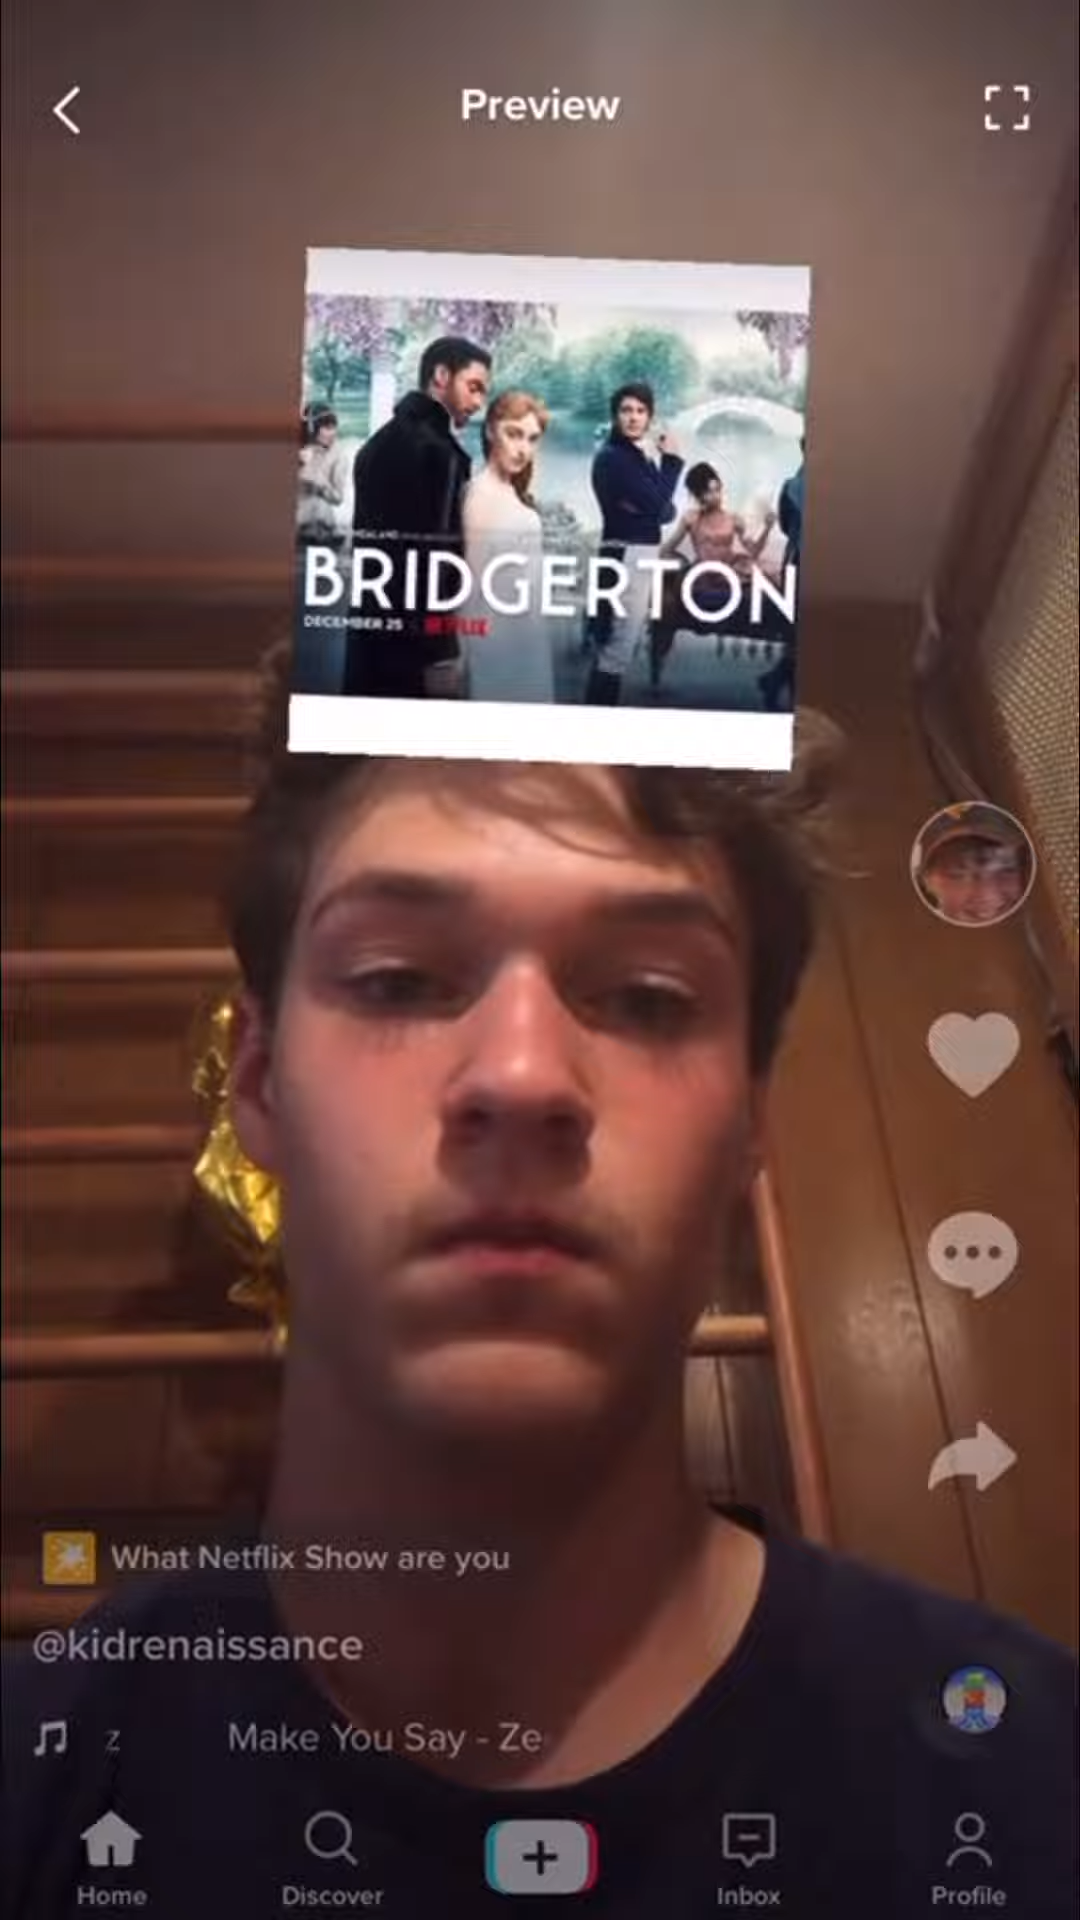 Preview
BRIDGERTON
DECEMBER 25 NETFLIX
What Netflix Show are you
@kidrenaissance
z Make You Say - Ze
Home Discover Inbox Profile